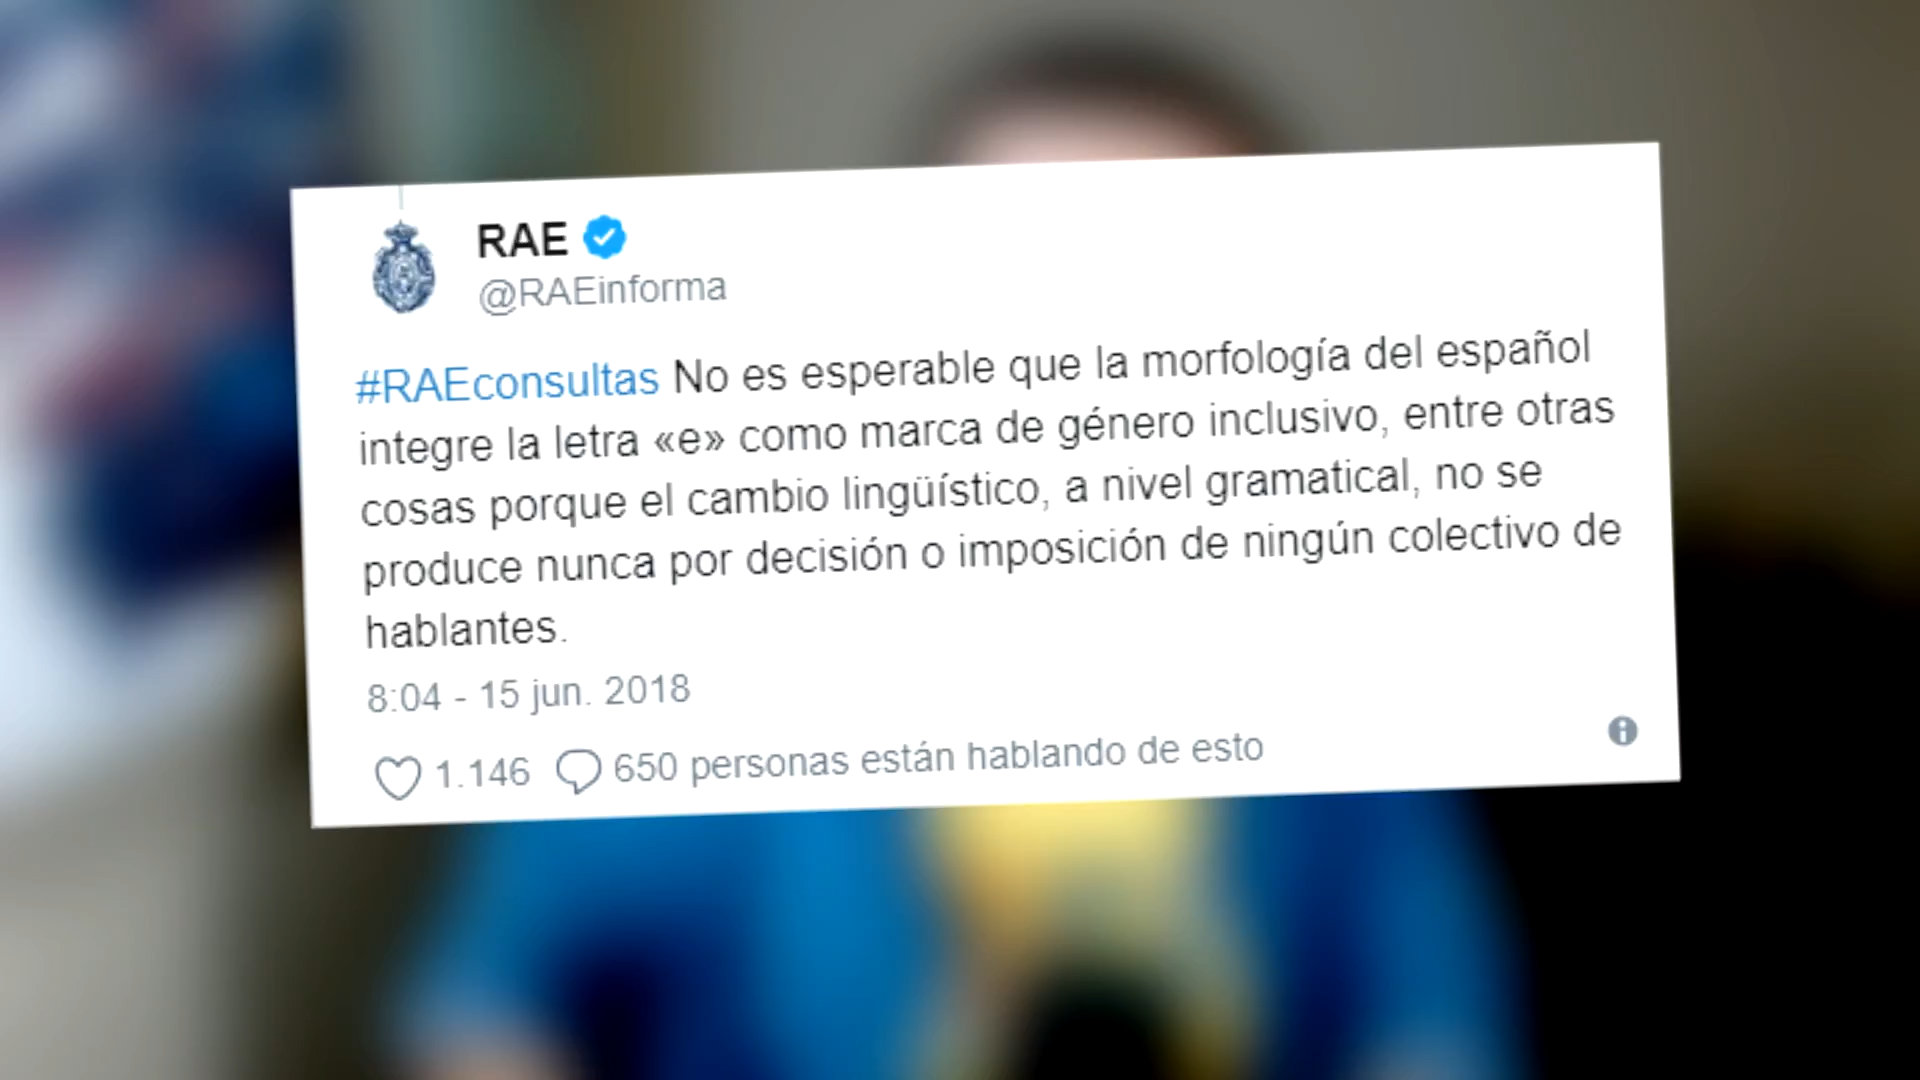 RAE
@RAEinforma
#RAEconsultas No es esperable que la morfología del español
integre la letra «e» como marca de género inclusivo, entre otras
cosas porque el cambio lingüístico, a nivel gramatical, no se
produce nunca por decisión o imposición de ningún colectivo de
hablantes.
8:04 - 15 jun. 2018
1.146 650 personas están hablando de esto